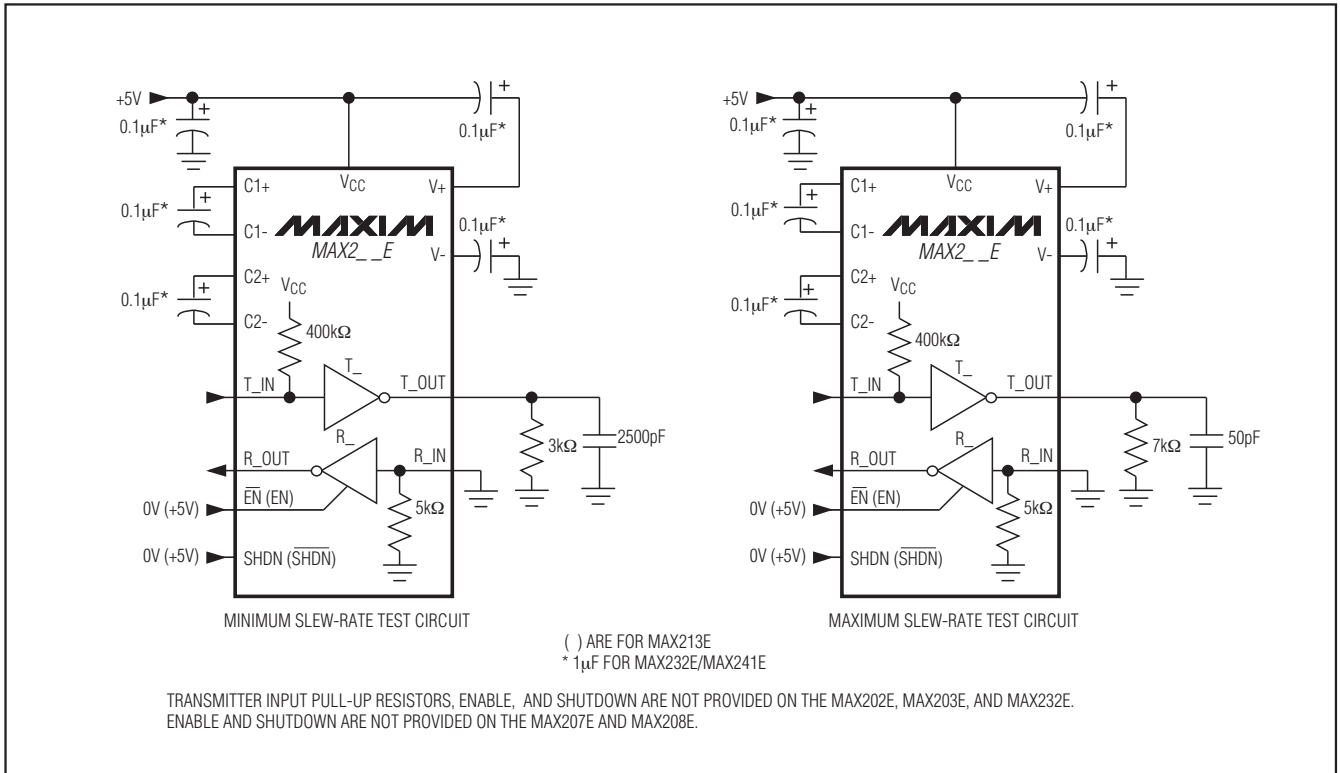 +5V
+
0.1µF*
+
0.1µF*
C1+
VCC
V+
+
0.1µF*
C1-
MAXIM
MAX2_ _E
0.1µF*
+
V-
C2+
+
0.1µF*
C2-
VCC
400kΩ
T_IN
T_
T_OUT
3kΩ
2500pF
R_OUT
R_
R_IN
5kΩ
0V (+5V)
E̅N̅ (EN)
0V (+5V)
SHDN (S̅H̅D̅N̅)
MINIMUM SLEW-RATE TEST CIRCUIT
+5V
+
0.1µF*
+
0.1µF*
C1+
VCC
V+
+
0.1µF*
C1-
MAXIM
MAX2_ _E
0.1µF*
+
V-
C2+
+
0.1µF*
C2-
VCC
400kΩ
T_IN
T_
T_OUT
7kΩ
50pF
R_OUT
R_
R_IN
5kΩ
0V (+5V)
E̅N̅ (EN)
0V (+5V)
SHDN (S̅H̅D̅N̅)
MAXIMUM SLEW-RATE TEST CIRCUIT
( ) ARE FOR MAX213E
* 1µF FOR MAX232E/MAX241E
TRANSMITTER INPUT PULL-UP RESISTORS, ENABLE, AND SHUTDOWN ARE NOT PROVIDED ON THE MAX202E, MAX203E, AND MAX232E.
ENABLE AND SHUTDOWN ARE NOT PROVIDED ON THE MAX207E AND MAX208E.